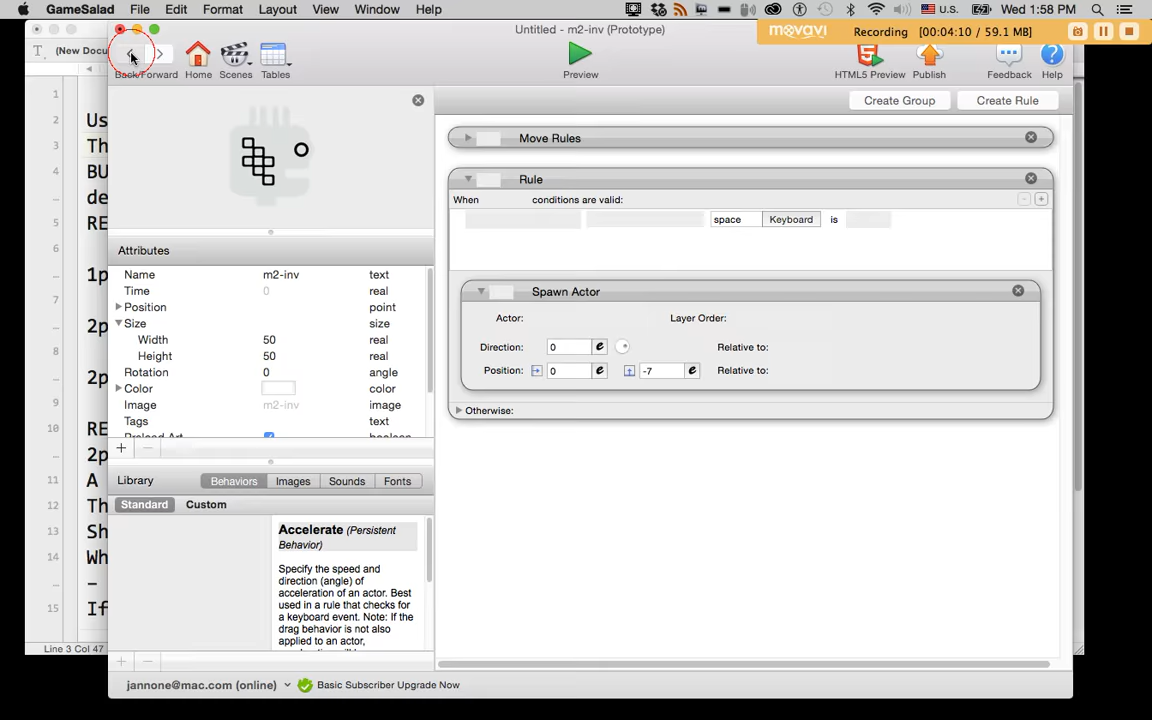 GameSalad File Edit Format Layout View Window Help
U.S. Wed 1:58 PM
Untitled - m2-inv (Prototype)
movavi Recording [00:04:10 / 59.1 MB]
(New Docu
Back/Forward Home Scenes Tables Preview HTML5 Preview Publish Feedback Help
Create Group Create Rule
Move Rules
Rule
When conditions are valid:
space Keyboard is
Spawn Actor
Actor: Layer Order:
Direction: 0 e Relative to:
Position: 0 e -7 e Relative to:
Otherwise:
Attributes
Name m2-inv text
Time 0 real
Position point
Size size
Width 50 real
Height 50 real
Rotation 0 angle
Color color
Image m2-inv image
Tags text
Preload Art boolean
Library Behaviors Images Sounds Fonts
Standard Custom
Accelerate (Persistent
Behavior)
Specify the speed and
direction (angle) of
acceleration of an actor. Best
used in a rule that checks for
a keyboard event. Note: If the
drag behavior is not also
applied to an actor,
1
2 Us
3 Th
4 BU
de
5 RE
6 1p
7
2p
8
9 2p
10 RE
2p
11 A
12 Th
13 Sh
14 Wh
–
15 If
Line 3 Col 47
jannone@mac.com (online) Basic Subscriber Upgrade Now